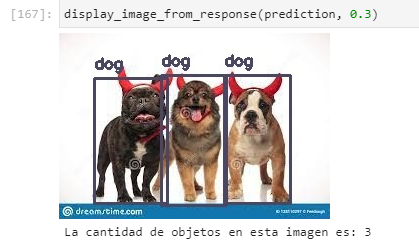 [167]: display_image_from_response(prediction, 0.3)
dog dog dog
dreamstime.com
La cantidad de objetos en esta imagen es: 3